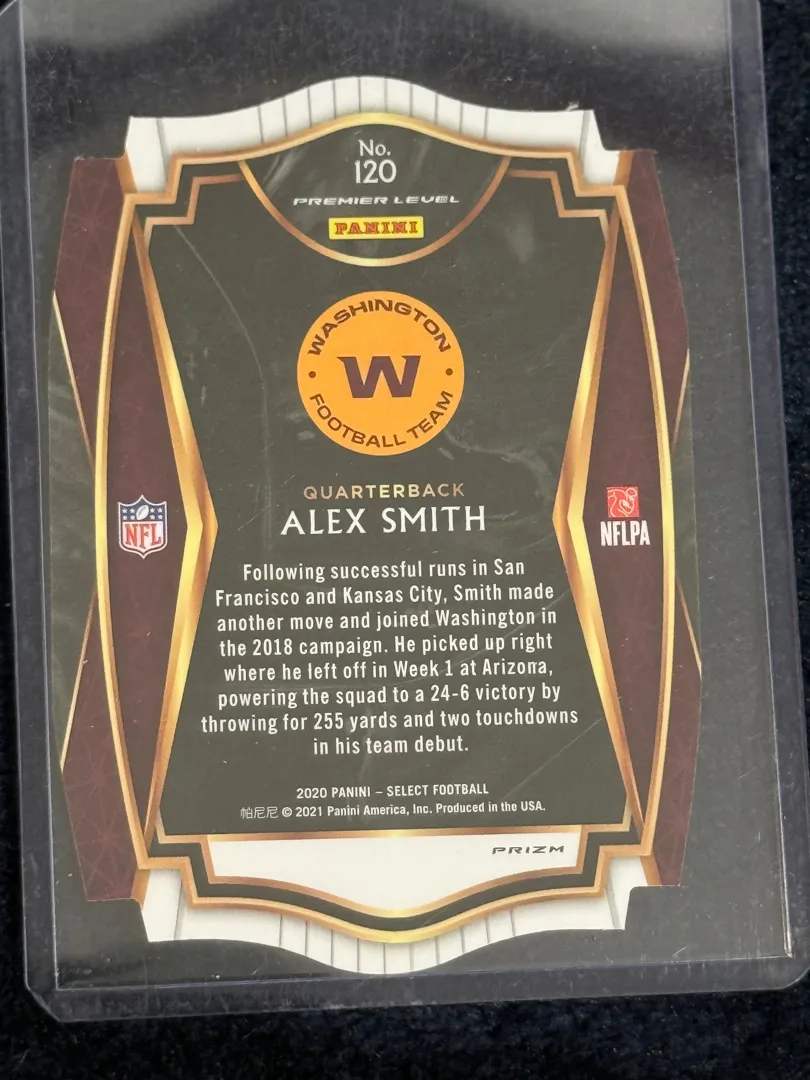 No.
120
PREMIER LEVEL
PANINI
WASHINGTON
W
FOOTBALL TEAM
QUARTERBACK
ALEX SMITH
NFL
NFLPA
Following successful runs in San
Francisco and Kansas City, Smith made
another move and joined Washington in
the 2018 campaign. He picked up right
where he left off in Week 1 at Arizona,
powering the squad to a 24-6 victory by
throwing for 255 yards and two touchdowns
in his team debut.
2020 PANINI – SELECT FOOTBALL
帕尼尼 © 2021 Panini America, Inc. Produced in the USA.
PRIZM